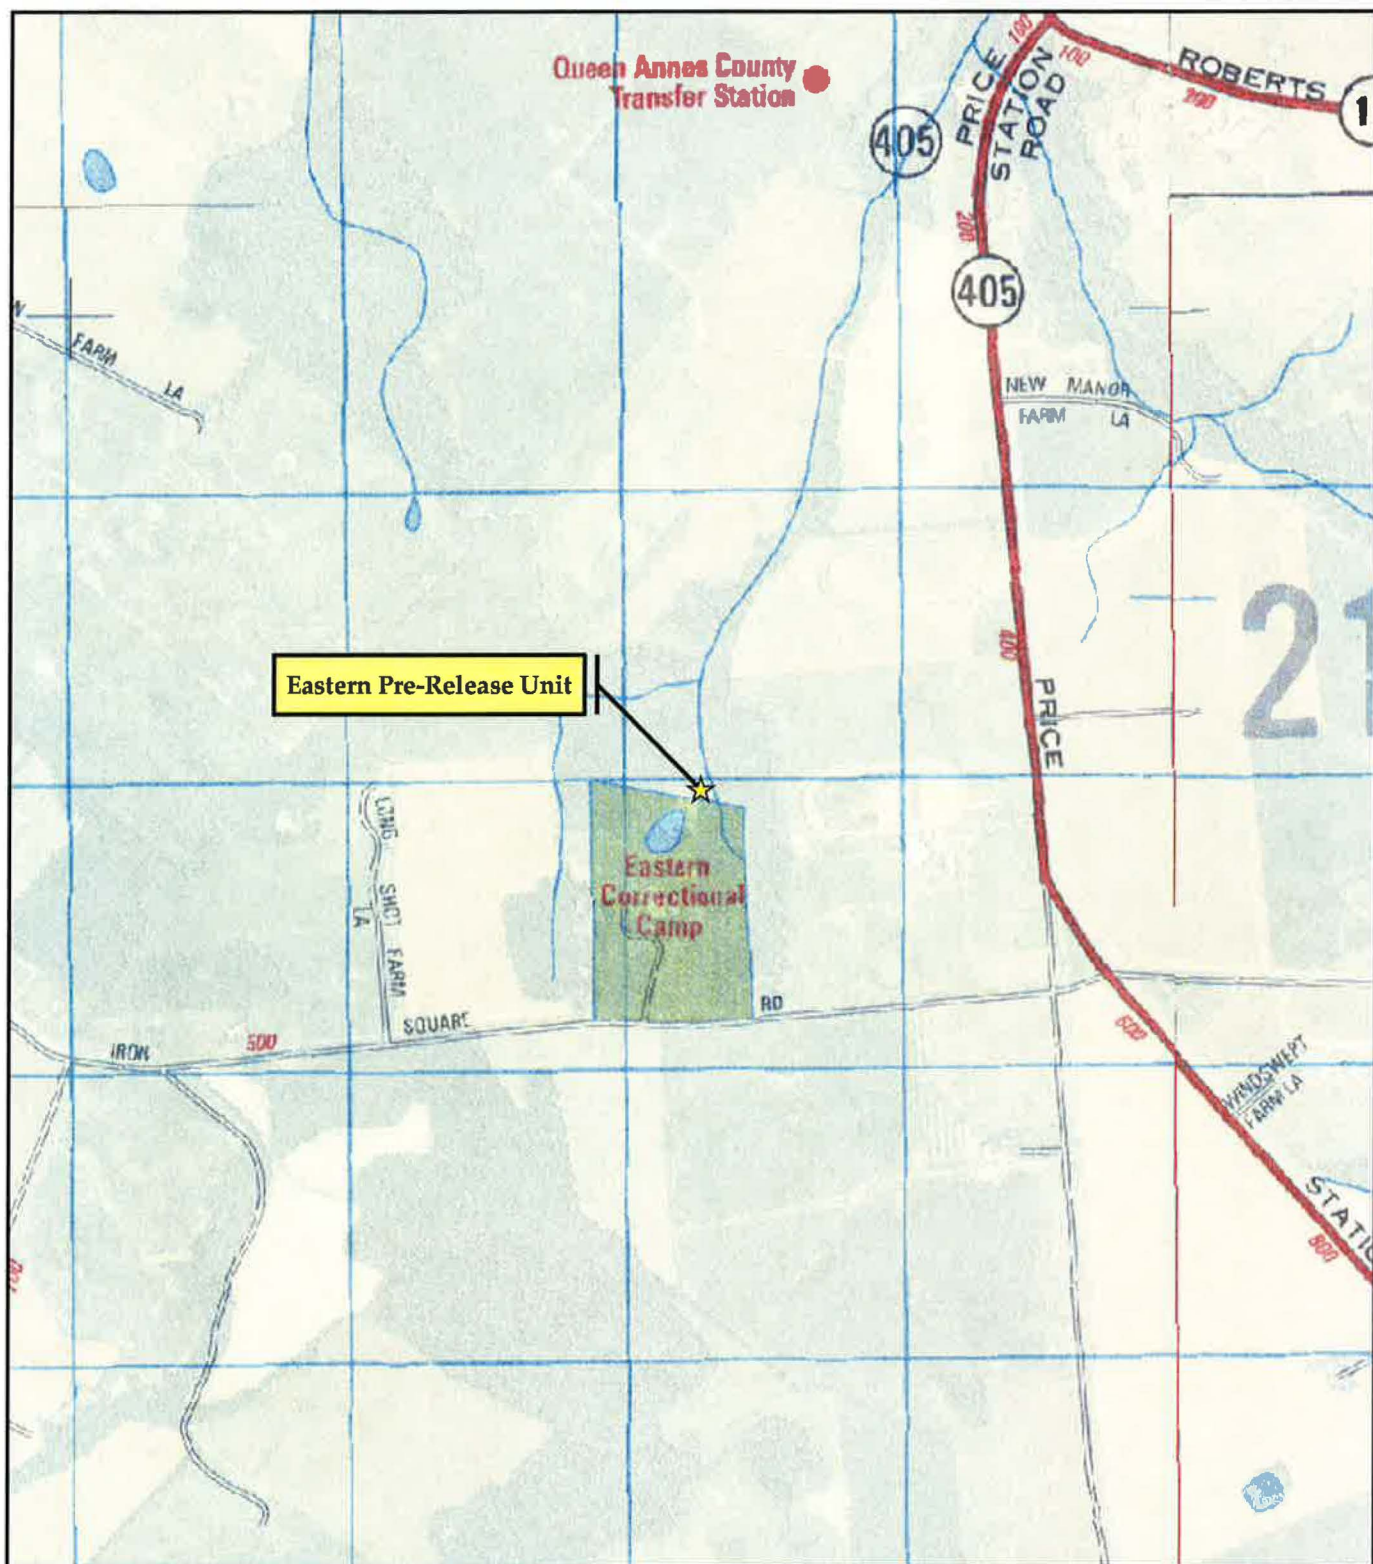 Queen Annes County
Transfer Station
405
PRICE
STATION
ROAD
100
100
ROBERTS
200
1
200
405
FARM LA
NEW MANOR
FARM LA
21
400
PRICE
Eastern Pre-Release Unit
LONG SHOT FARM
LA
Eastern
Correctional
Camp
IRON
500
SQUARE
RD
600
WINDSWEPT
FARM LA
STATIO
800